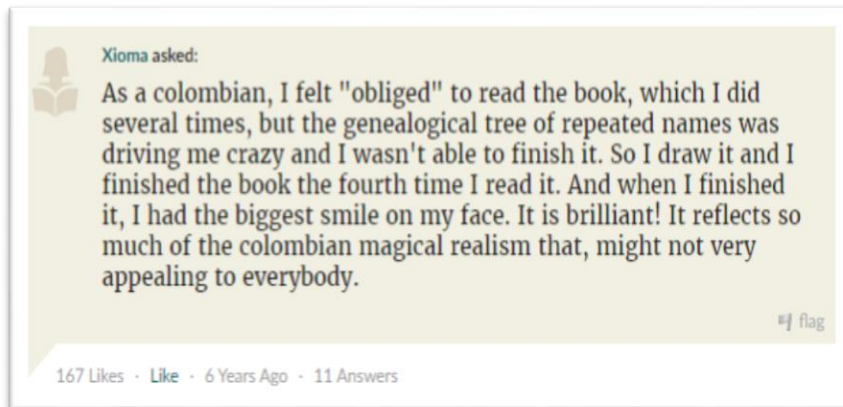 Xioma asked:
As a colombian, I felt "obliged" to read the book, which I did
several times, but the genealogical tree of repeated names was
driving me crazy and I wasn't able to finish it. So I draw it and I
finished the book the fourth time I read it. And when I finished
it, I had the biggest smile on my face. It is brilliant! It reflects so
much of the colombian magical realism that, might not very
appealing to everybody.
flag
167 Likes · Like · 6 Years Ago · 11 Answers